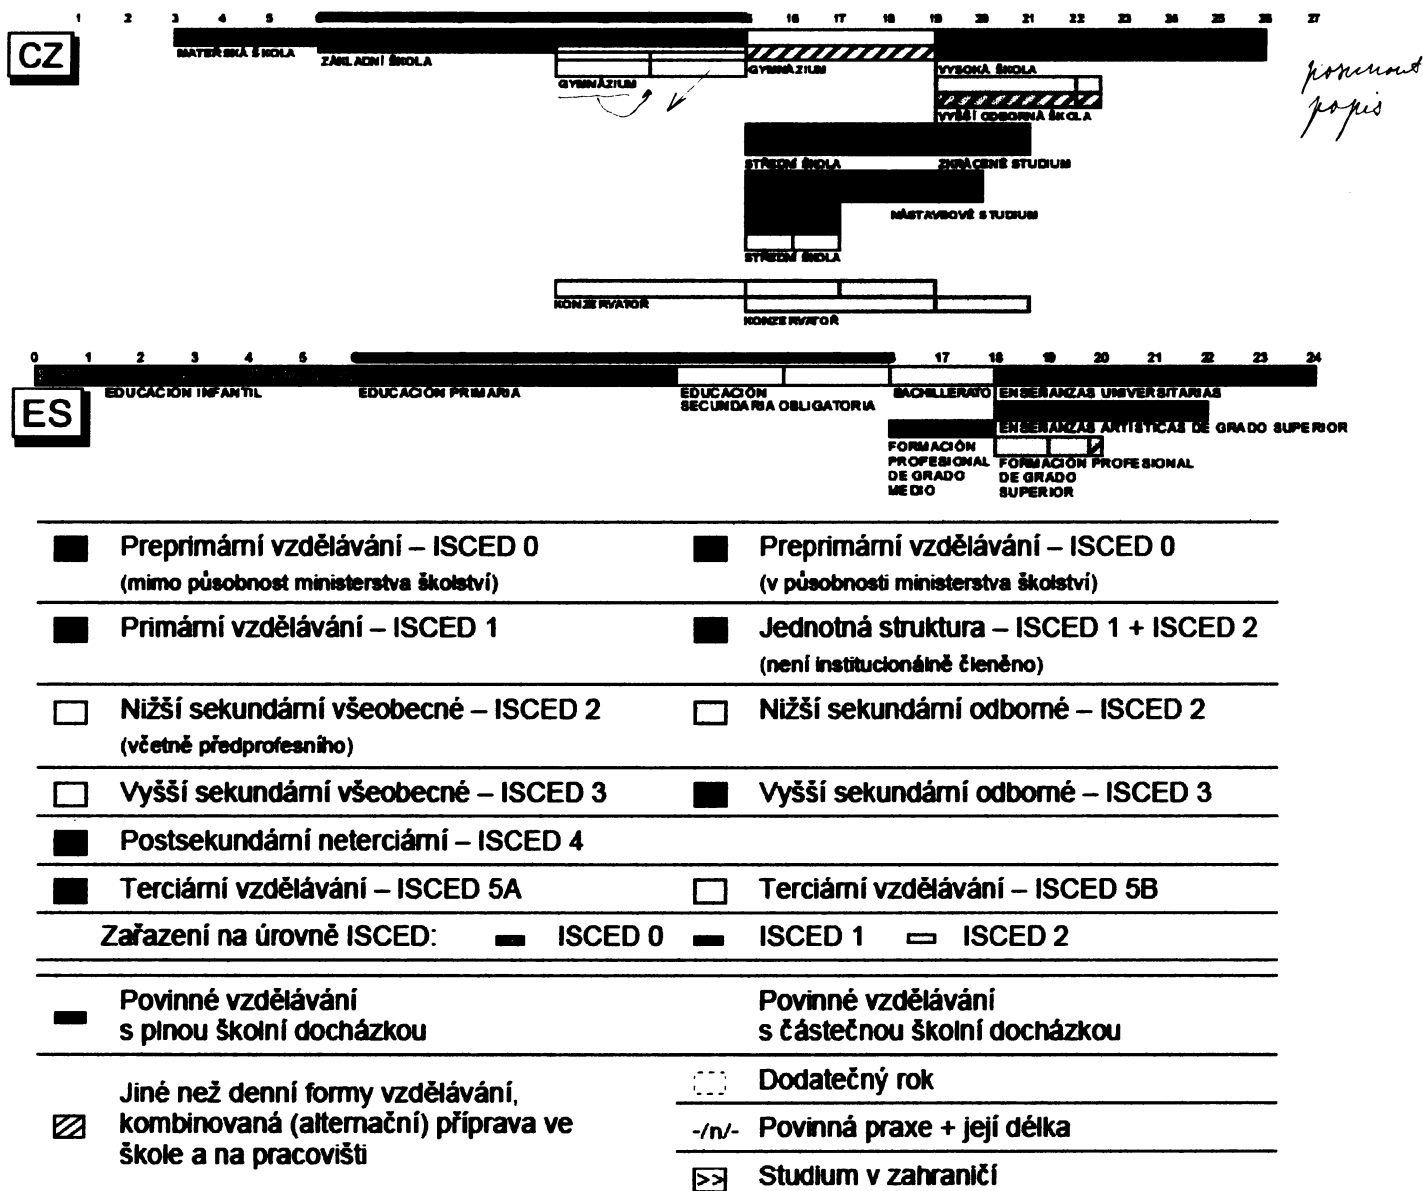 1 2 3 4 5 15 16 17 19 20 21 22 23 24 25 26 27
CZ
MATEŘSKÁ ŠKOLA
ZÁKLADNÍ ŠKOLA
GYMNÁZIUM
GYMNÁZIUM
VYSOKÁ ŠKOLA
posunout
popis
VYŠŠÍ ODBORNÁ ŠKOLA
STŘEDNÍ ŠKOLA
ZKRÁCENÉ STUDIUM
NÁSTAVBOVÉ STUDIUM
STŘEDNÍ ŠKOLA
KONZERVATOŘ
KONZERVATOŘ
0 1 2 3 4 5 6 16 17 18 19 20 21 22 23 24
ES
EDUCACIÓN INFANTIL
EDUCACIÓN PRIMARIA
EDUCACIÓN
SECUNDARIA OBLIGATORIA
BACHILLERATO
ENSEÑANZAS UNIVERSITARIAS
ENSEÑANZAS ARTÍSTICAS DE GRADO SUPERIOR
FORMACIÓN
PROFESIONAL
DE GRADO
MEDIO
FORMACIÓN PROFESIONAL
DE GRADO
SUPERIOR
Preprimární vzdělávání – ISCED 0
(mimo působnost ministerstva školství)
Preprimární vzdělávání – ISCED 0
(v působnosti ministerstva školství)
Primární vzdělávání – ISCED 1
Jednotná struktura – ISCED 1 + ISCED 2
(není institucionálně členěno)
Nižší sekundární všeobecné – ISCED 2
(včetně předprofesního)
Nižší sekundární odborné – ISCED 2
Vyšší sekundární všeobecné – ISCED 3
Vyšší sekundární odborné – ISCED 3
Postsekundární neterciární – ISCED 4
Terciární vzdělávání – ISCED 5A
Terciární vzdělávání – ISCED 5B
Zařazení na úrovně ISCED: ISCED 0 ISCED 1 ISCED 2
Povinné vzdělávání
s plnou školní docházkou
Povinné vzdělávání
s částečnou školní docházkou
Jiné než denní formy vzdělávání,
kombinovaná (alternační) příprava ve
škole a na pracovišti
Dodatečný rok
-/n/- Povinná praxe + její délka
>> Studium v zahraničí